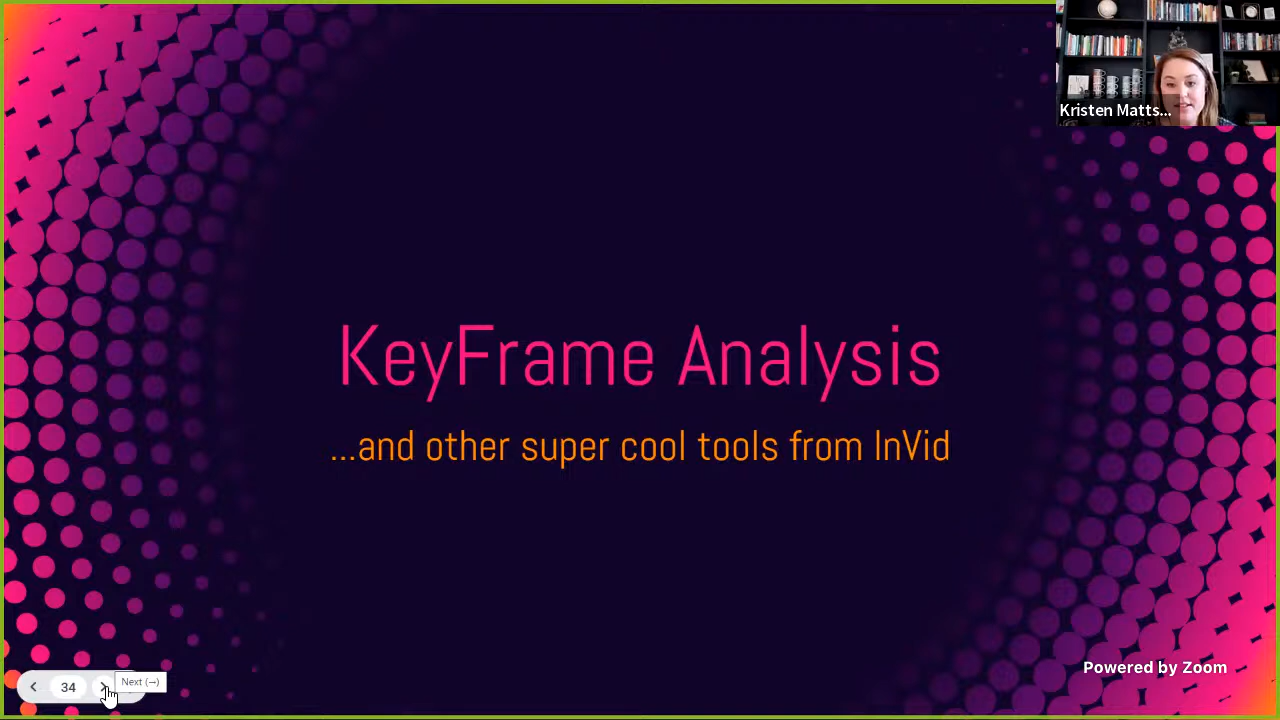 Kristen Matts...
KeyFrame Analysis
...and other super cool tools from InVid
Powered by Zoom
34
Next (→)